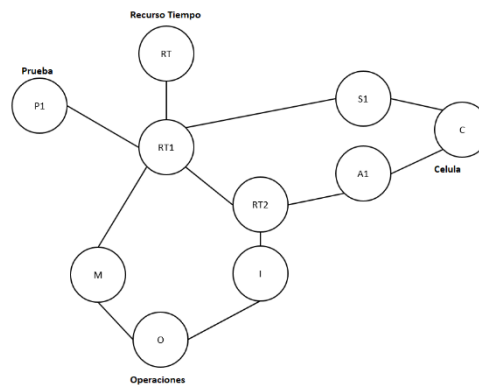 Recurso Tiempo
RT
Prueba
P1
S1
C
RT1
A1
Celula
RT2
M
I
O
Operaciones